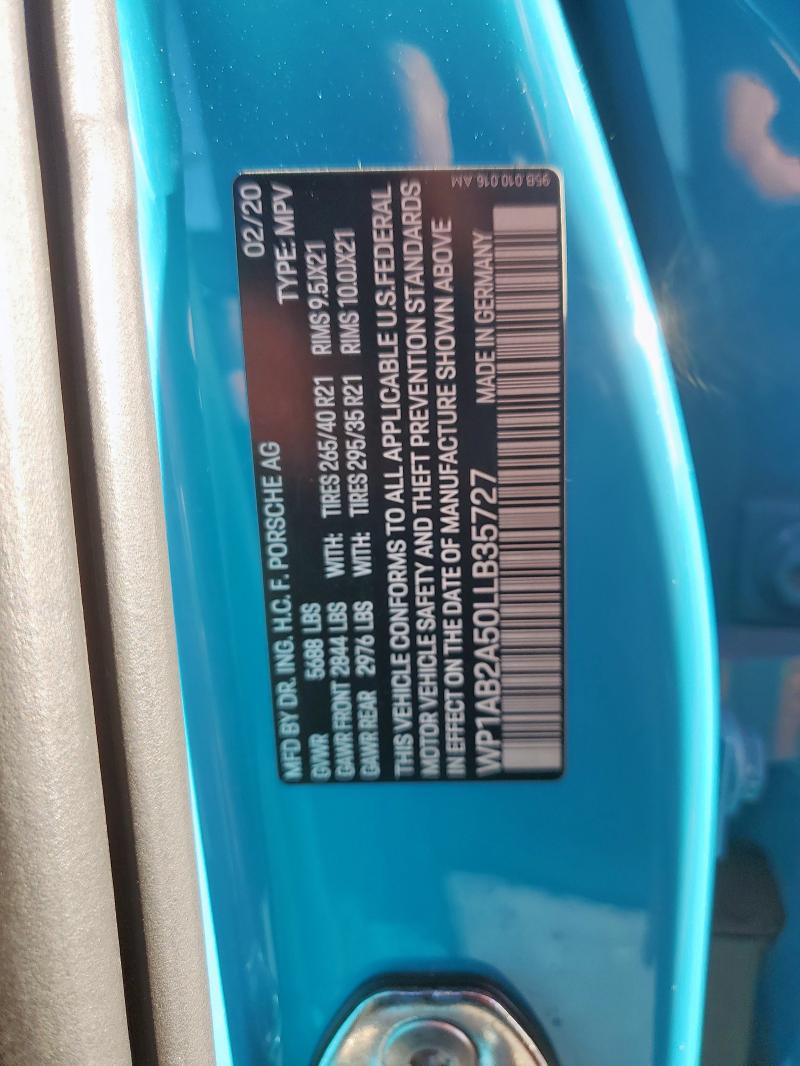 MFD BY DR. ING. H.C. F. PORSCHE AG 02/20
GVWR 5688 LBS TYPE: MPV
GAWR FRONT 2844 LBS WITH: TIRES 265/40 R21 RIMS 9.5JX21
GAWR REAR 2976 LBS WITH: TIRES 295/35 R21 RIMS 10.0JX21
THIS VEHICLE CONFORMS TO ALL APPLICABLE U.S. FEDERAL
MOTOR VEHICLE SAFETY AND THEFT PREVENTION STANDARDS
IN EFFECT ON THE DATE OF MANUFACTURE SHOWN ABOVE
WP1AB2A50LLB35727 MADE IN GERMANY
95B.010.016 AM